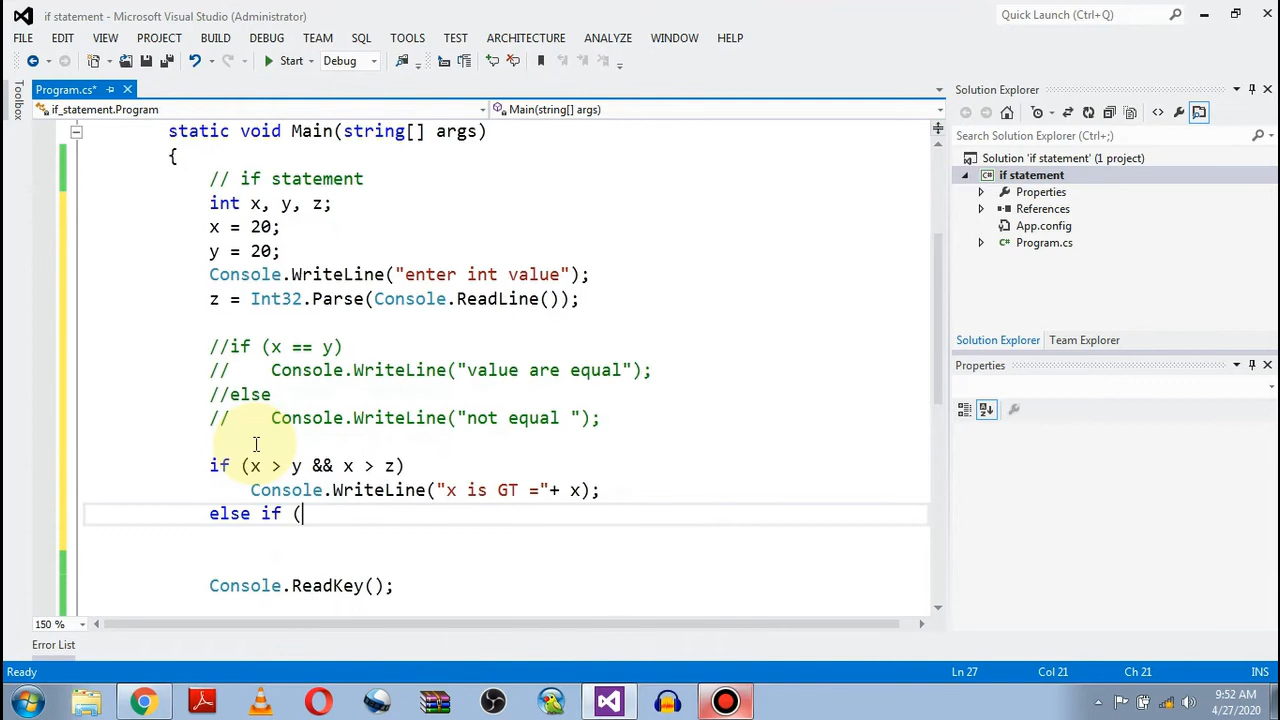 if statement - Microsoft Visual Studio (Administrator)
Quick Launch (Ctrl+Q)
FILE EDIT VIEW PROJECT BUILD DEBUG TEAM SQL TOOLS TEST ARCHITECTURE ANALYZE WINDOW HELP
Start Debug
Toolbox
Program.cs*
if_statement.Program
Main(string[] args)
static void Main(string[] args)
{
// if statement
int x, y, z;
x = 20;
y = 20;
Console.WriteLine("enter int value");
z = Int32.Parse(Console.ReadLine());
//if (x == y)
//    Console.WriteLine("value are equal");
//else
//    Console.WriteLine("not equal ");
if (x > y && x > z)
Console.WriteLine("x is GT ="+ x);
else if (
Console.ReadKey();
150 %
Error List
Solution Explorer
Search Solution Explorer (Ctrl+;)
Solution 'if statement' (1 project)
C# if statement
Properties
References
App.config
C# Program.cs
Solution Explorer Team Explorer
Properties
Ready
Ln 27 Col 21 Ch 21 INS
9:52 AM
4/27/2020